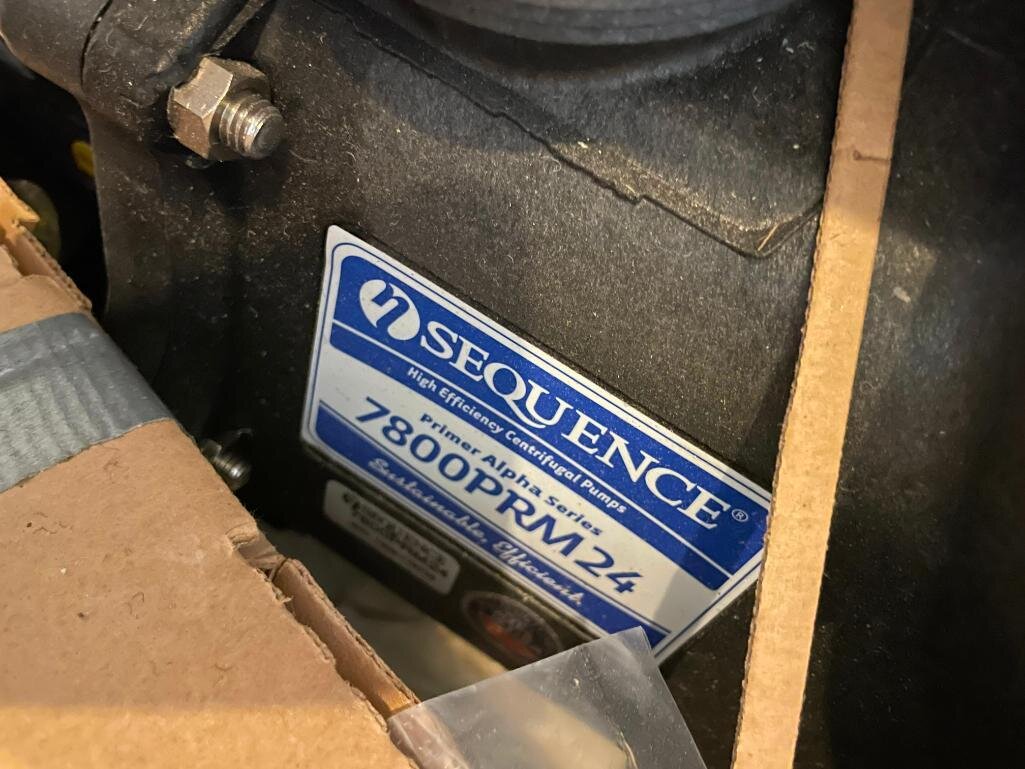 SEQUENCE®
High Efficiency Centrifugal Pumps
Primer Alpha Series
7800PRM24
Sustainable, Efficient.